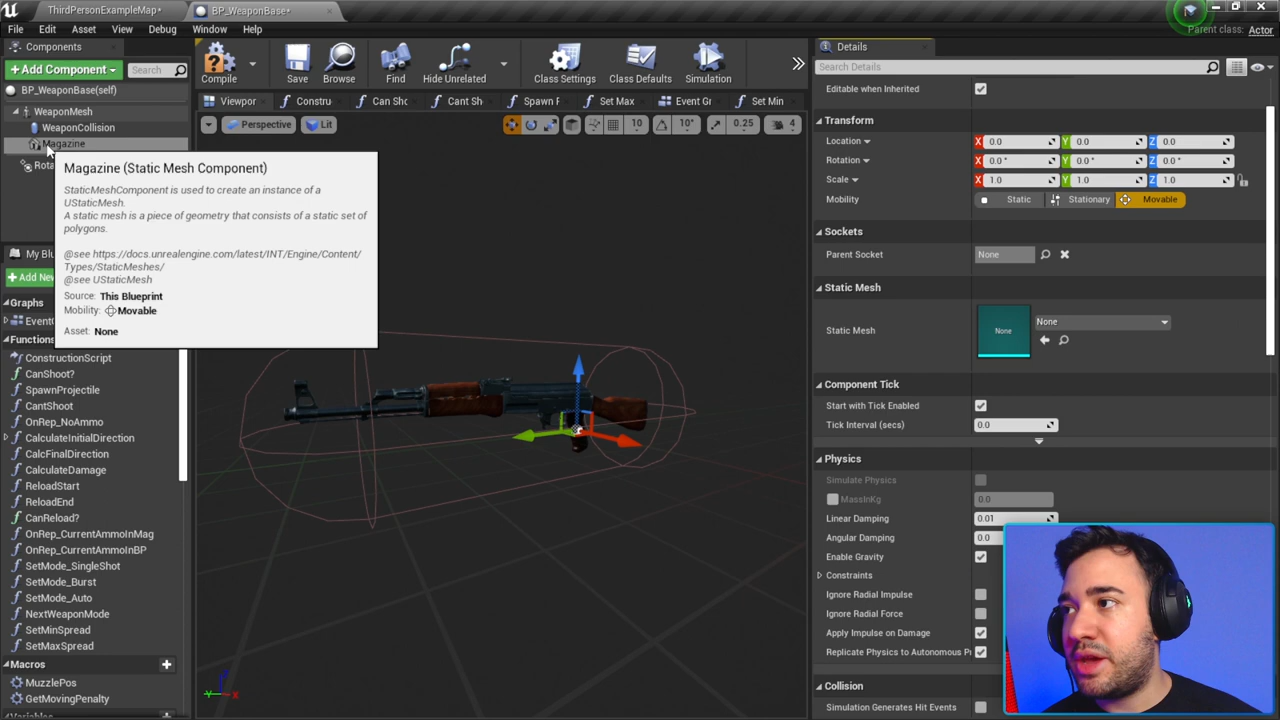 ThirdPersonExampleMap*
BP_WeaponBase*
File Edit Asset View Debug Window Help
Parent class: Actor
Components
+Add Component
Search
BP_WeaponBase(self)
WeaponMesh
WeaponCollision
Magazine
Rota
Magazine (Static Mesh Component)
StaticMeshComponent is used to create an instance of a
UStaticMesh.
A static mesh is a piece of geometry that consists of a static set of
polygons.
@see https://docs.unrealengine.com/latest/INT/Engine/Content/
Types/StaticMeshes/
@see UStaticMesh
Source: This Blueprint
Mobility: Movable
Asset: None
My Blu
Add New
Graphs
EventG
Functions
ConstructionScript
CanShoot?
SpawnProjectile
CantShoot
OnRep_NoAmmo
CalculateInitialDirection
CalcFinalDirection
CalculateDamage
ReloadStart
ReloadEnd
CanReload?
OnRep_CurrentAmmoInMag
OnRep_CurrentAmmoInBP
SetMode_SingleShot
SetMode_Burst
SetMode_Auto
NextWeaponMode
SetMinSpread
SetMaxSpread
Macros
MuzzlePos
GetMovingPenalty
Variables
Compile Save Browse Find Hide Unrelated Class Settings Class Defaults Simulation
Viewpor Constru Can Sho Cant Sh Spawn F Set Max Event Gr Set Min
Perspective Lit 10 10° 0.25 4
Y X
Details
Search Details
Editable when Inherited
Transform
Location X 0.0 Y 0.0 Z 0.0
Rotation X 0.0 ° Y 0.0 ° Z 0.0 °
Scale X 1.0 Y 1.0 Z 1.0
Mobility Static Stationary Movable
Sockets
Parent Socket None
Static Mesh
Static Mesh None None
Component Tick
Start with Tick Enabled
Tick Interval (secs) 0.0
Physics
Simulate Physics
MassInKg 0.0
Linear Damping 0.01
Angular Damping 0.0
Enable Gravity
Constraints
Ignore Radial Impulse
Ignore Radial Force
Apply Impulse on Damage
Replicate Physics to Autonomous Pr
Collision
Simulation Generates Hit Events